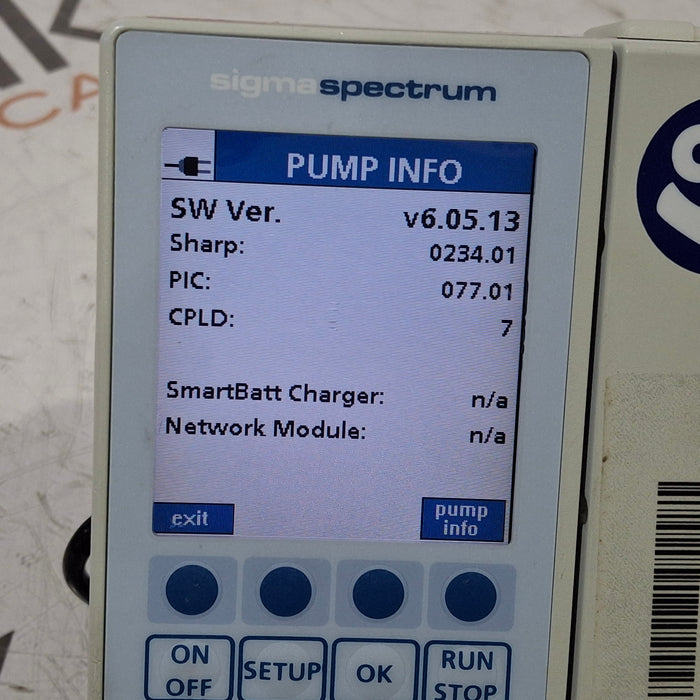 CA
sigmaspectrum
PUMP INFO
SW Ver. v6.05.13
Sharp: 0234.01
PIC: 077.01
CPLD: 7
SmartBatt Charger: n/a
Network Module: n/a
exit
pump
info
ON
OFF
SETUP
OK
RUN
STOP